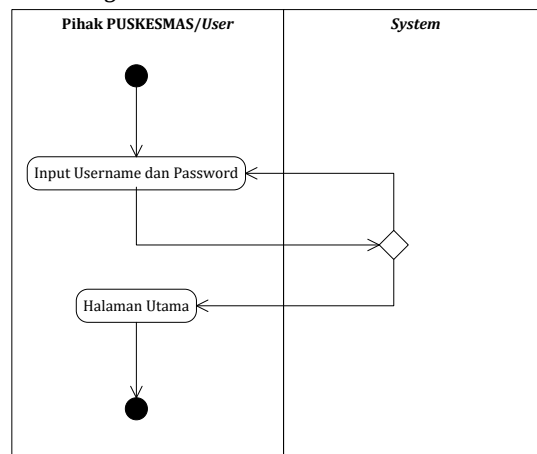 Pihak PUSKESMAS/User
System
Input Username dan Password
Halaman Utama